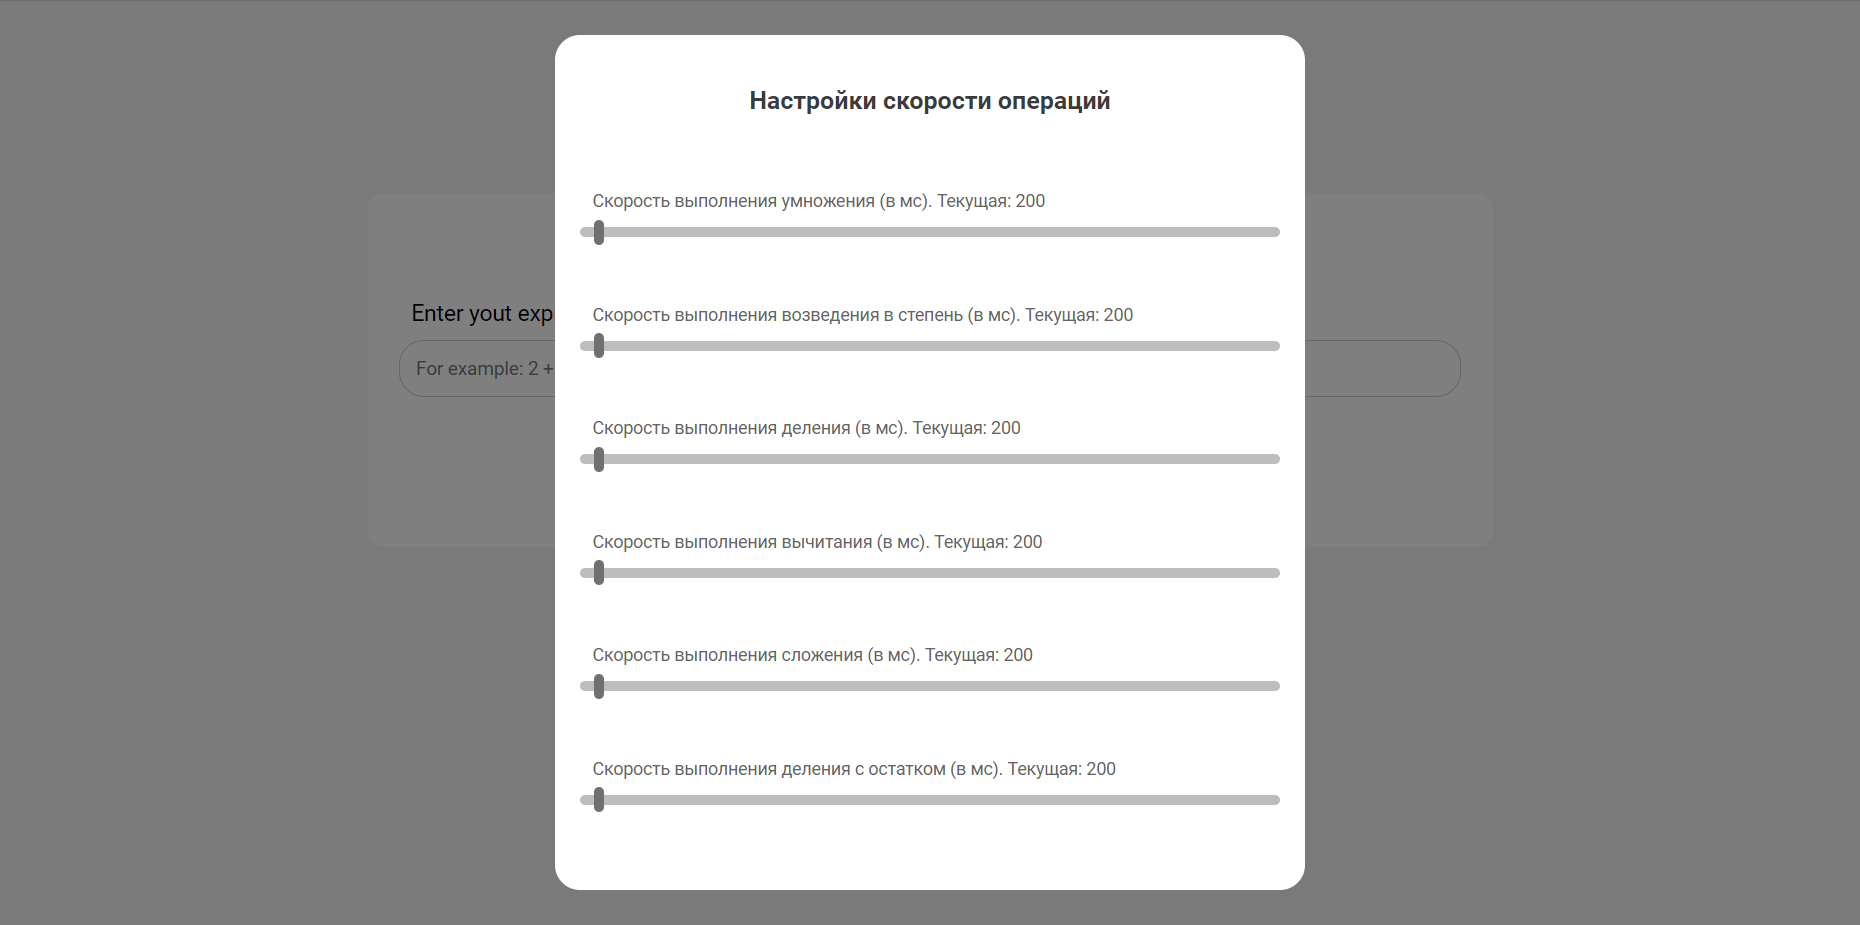 Настройки скорости операций
Скорость выполнения умножения (в мс). Текущая: 200
Enter yout exp
Скорость выполнения возведения в степень (в мс). Текущая: 200
For example: 2 +
Скорость выполнения деления (в мс). Текущая: 200
Скорость выполнения вычитания (в мс). Текущая: 200
Скорость выполнения сложения (в мс). Текущая: 200
Скорость выполнения деления с остатком (в мс). Текущая: 200